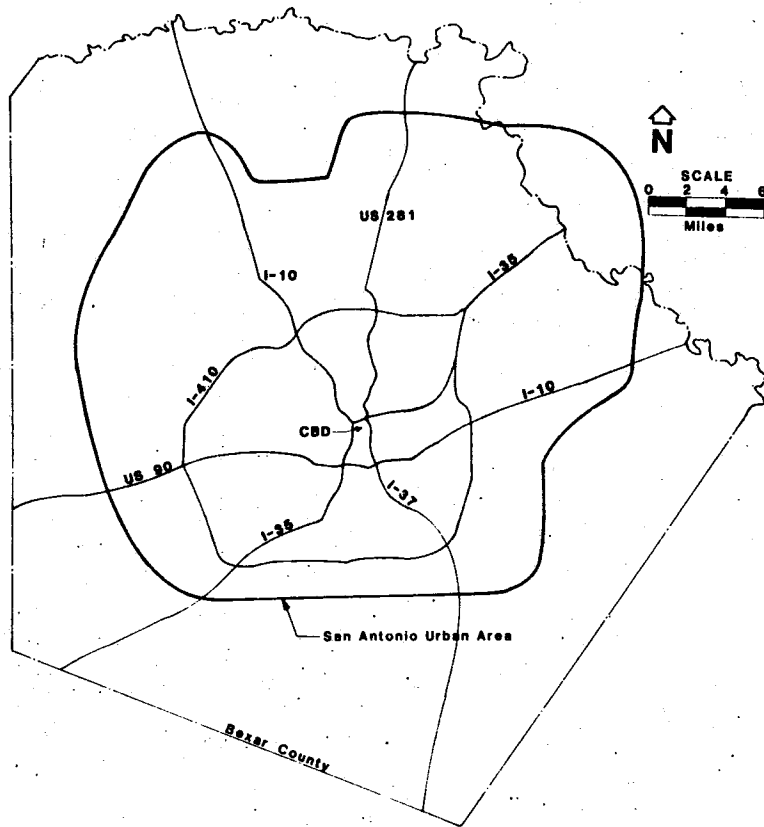 N
SCALE
0 2 4 6
Miles
US 281
I-35
I-10
I-410
I-10
CBD
US 90
I-37
I-35
San Antonio Urban Area
Bexar County